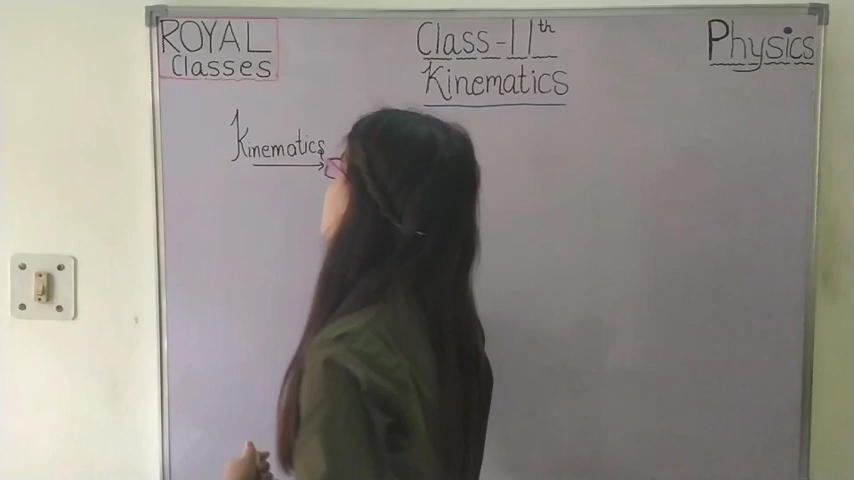 ROYAL
Classes
Class-11th
Kinematics
Physics
Kinematics